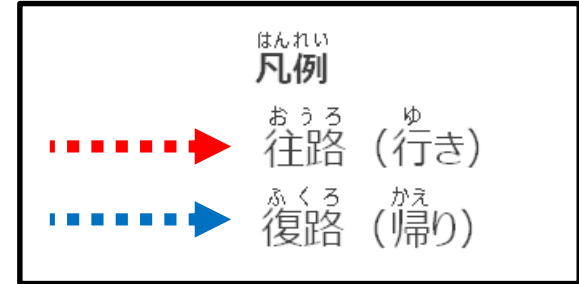 はんれい
凡例
おうろ ゆ
往路（行き）
ふくろ かえ
復路（帰り）